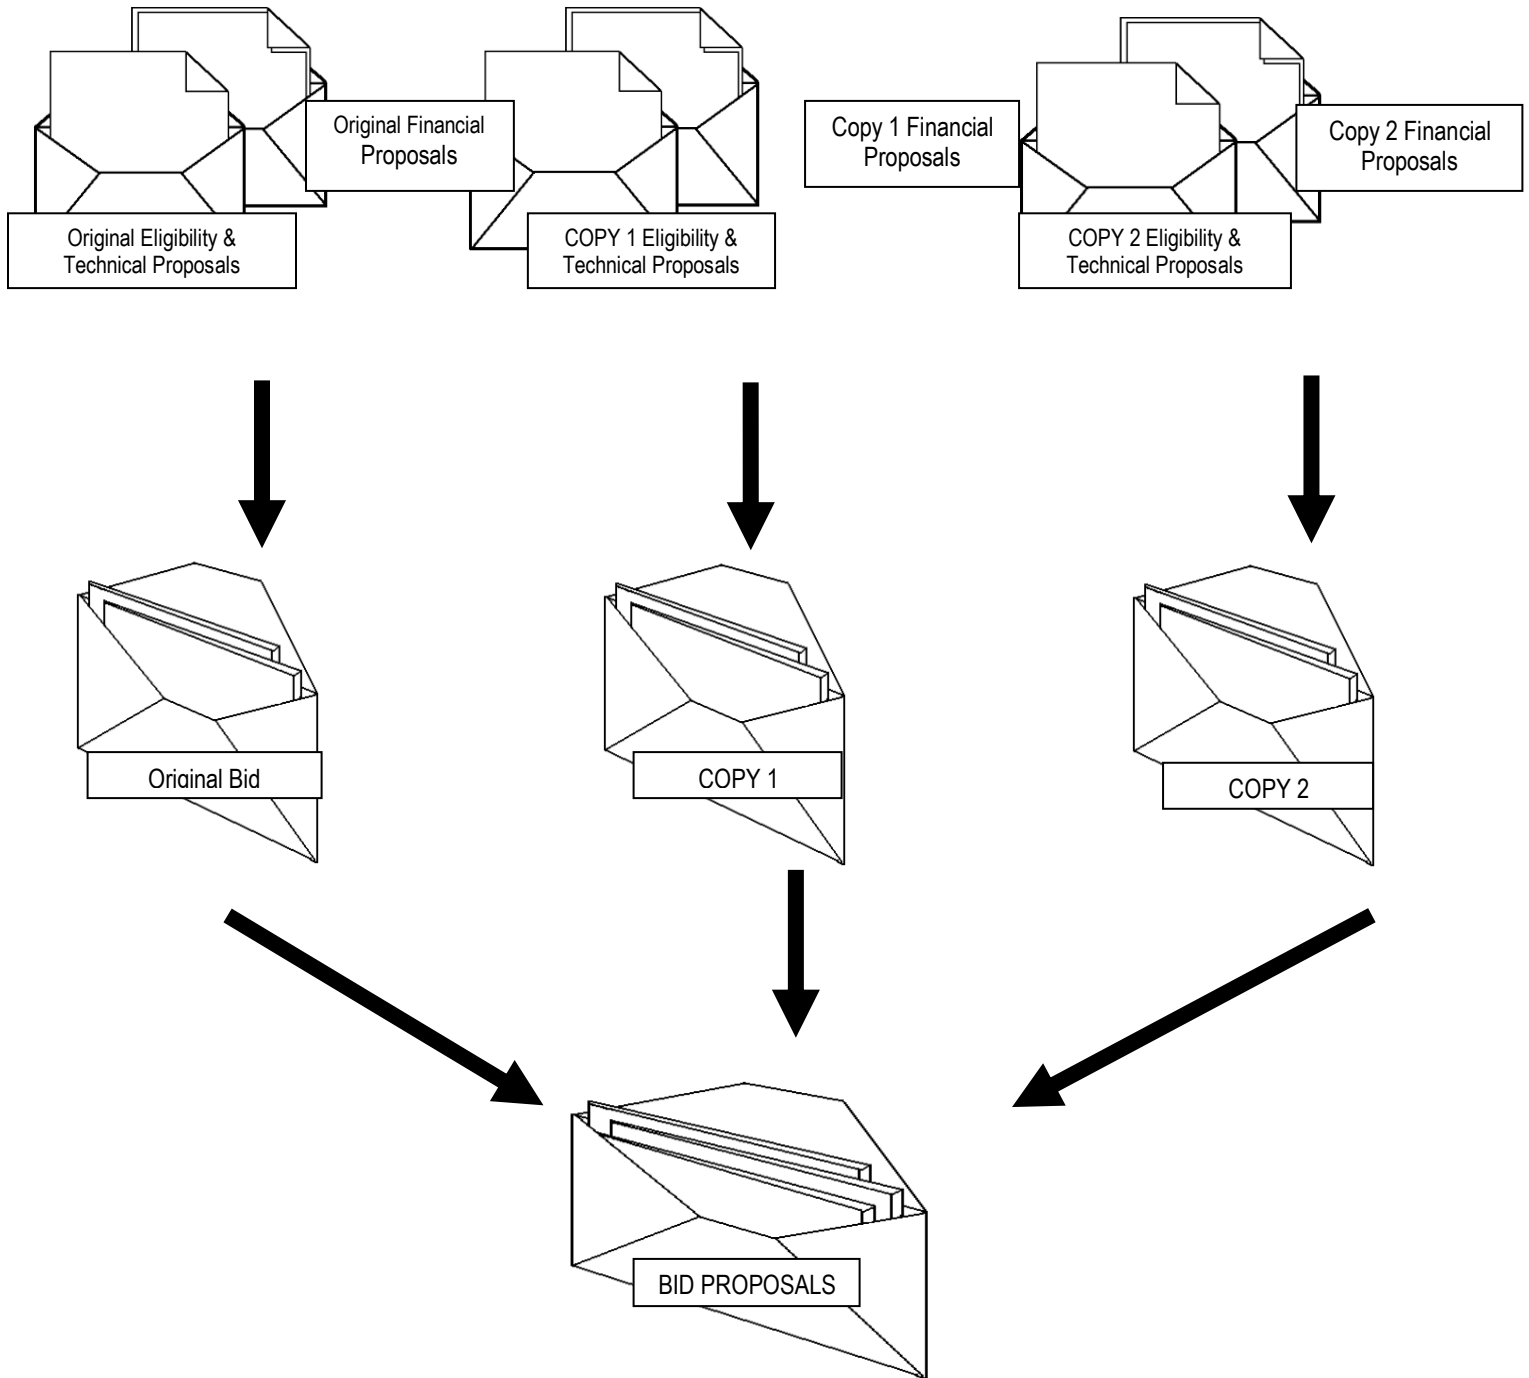 Original Financial
Proposals
Copy 1 Financial
Proposals
Copy 2 Financial
Proposals
Original Eligibility &
Technical Proposals
COPY 1 Eligibility &
Technical Proposals
COPY 2 Eligibility &
Technical Proposals
Original Bid
COPY 1
COPY 2
BID PROPOSALS